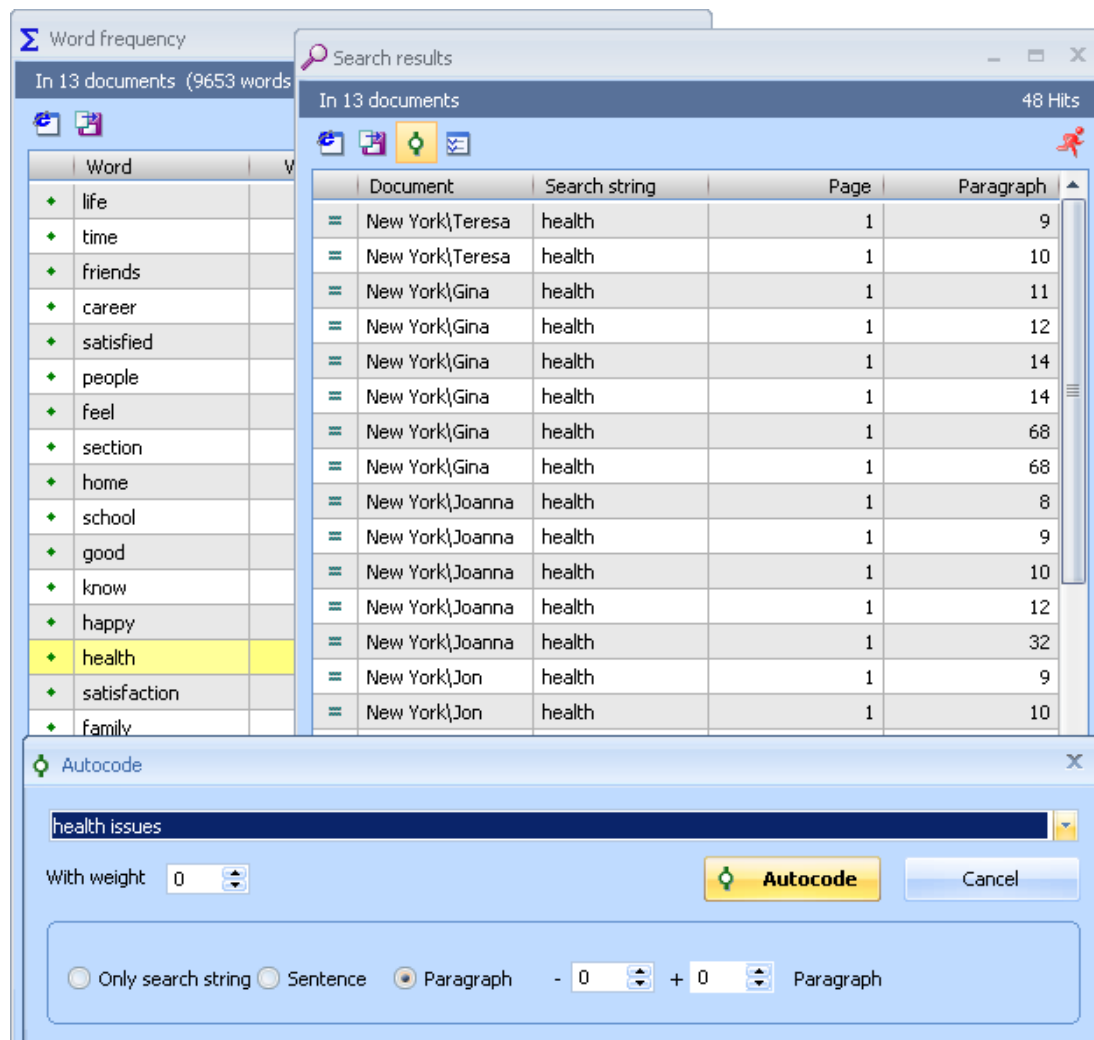 Word frequency
In 13 documents (9653 words
Word
life
time
friends
career
satisfied
people
feel
section
home
school
good
know
happy
health
satisfaction
family
Search results
In 13 documents 48 Hits
Document Search string Page Paragraph
New York\Teresa health 1 9
New York\Teresa health 1 10
New York\Gina health 1 11
New York\Gina health 1 12
New York\Gina health 1 14
New York\Gina health 1 14
New York\Gina health 1 68
New York\Gina health 1 68
New York\Joanna health 1 8
New York\Joanna health 1 9
New York\Joanna health 1 10
New York\Joanna health 1 12
New York\Joanna health 1 32
New York\Jon health 1 9
New York\Jon health 1 10
Autocode
health issues
With weight 0 Autocode Cancel
Only search string Sentence Paragraph - 0 + 0 Paragraph